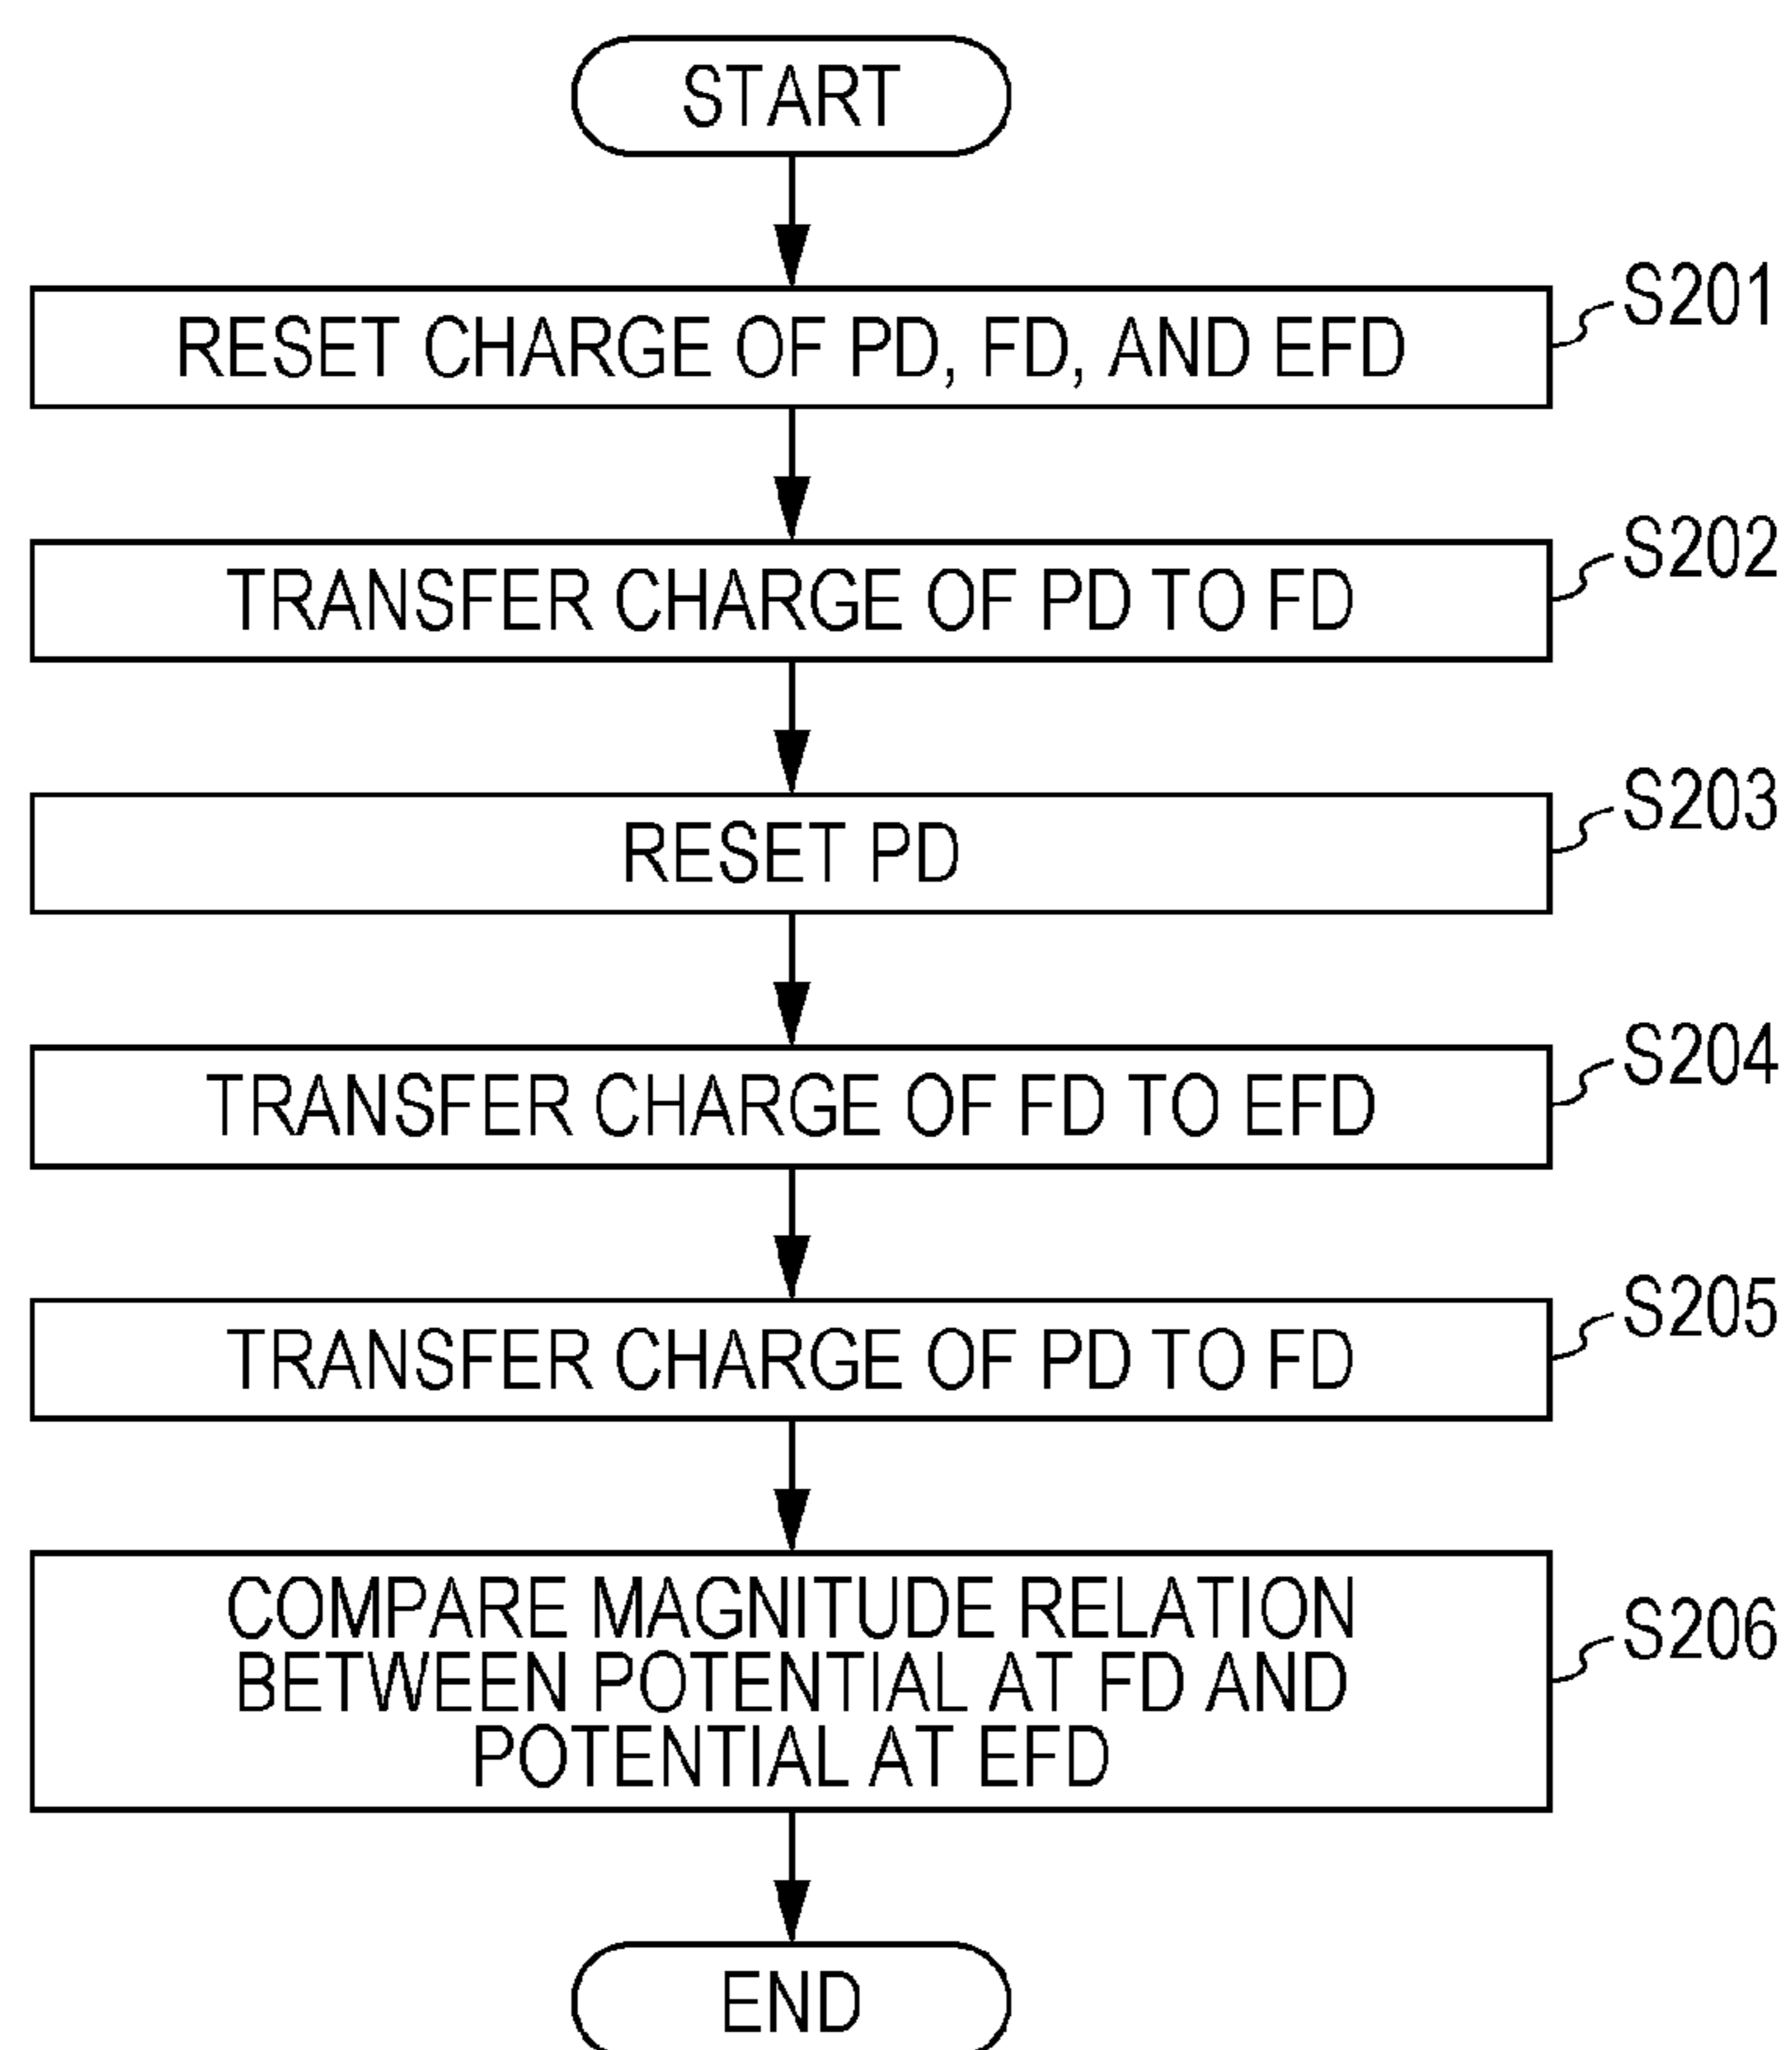 START
RESET CHARGE OF PD, FD, AND EFD
S201
TRANSFER CHARGE OF PD TO FD
S202
RESET PD
S203
TRANSFER CHARGE OF FD TO EFD
S204
TRANSFER CHARGE OF PD TO FD
S205
COMPARE MAGNITUDE RELATION
BETWEEN POTENTIAL AT FD AND
POTENTIAL AT EFD
S206
END